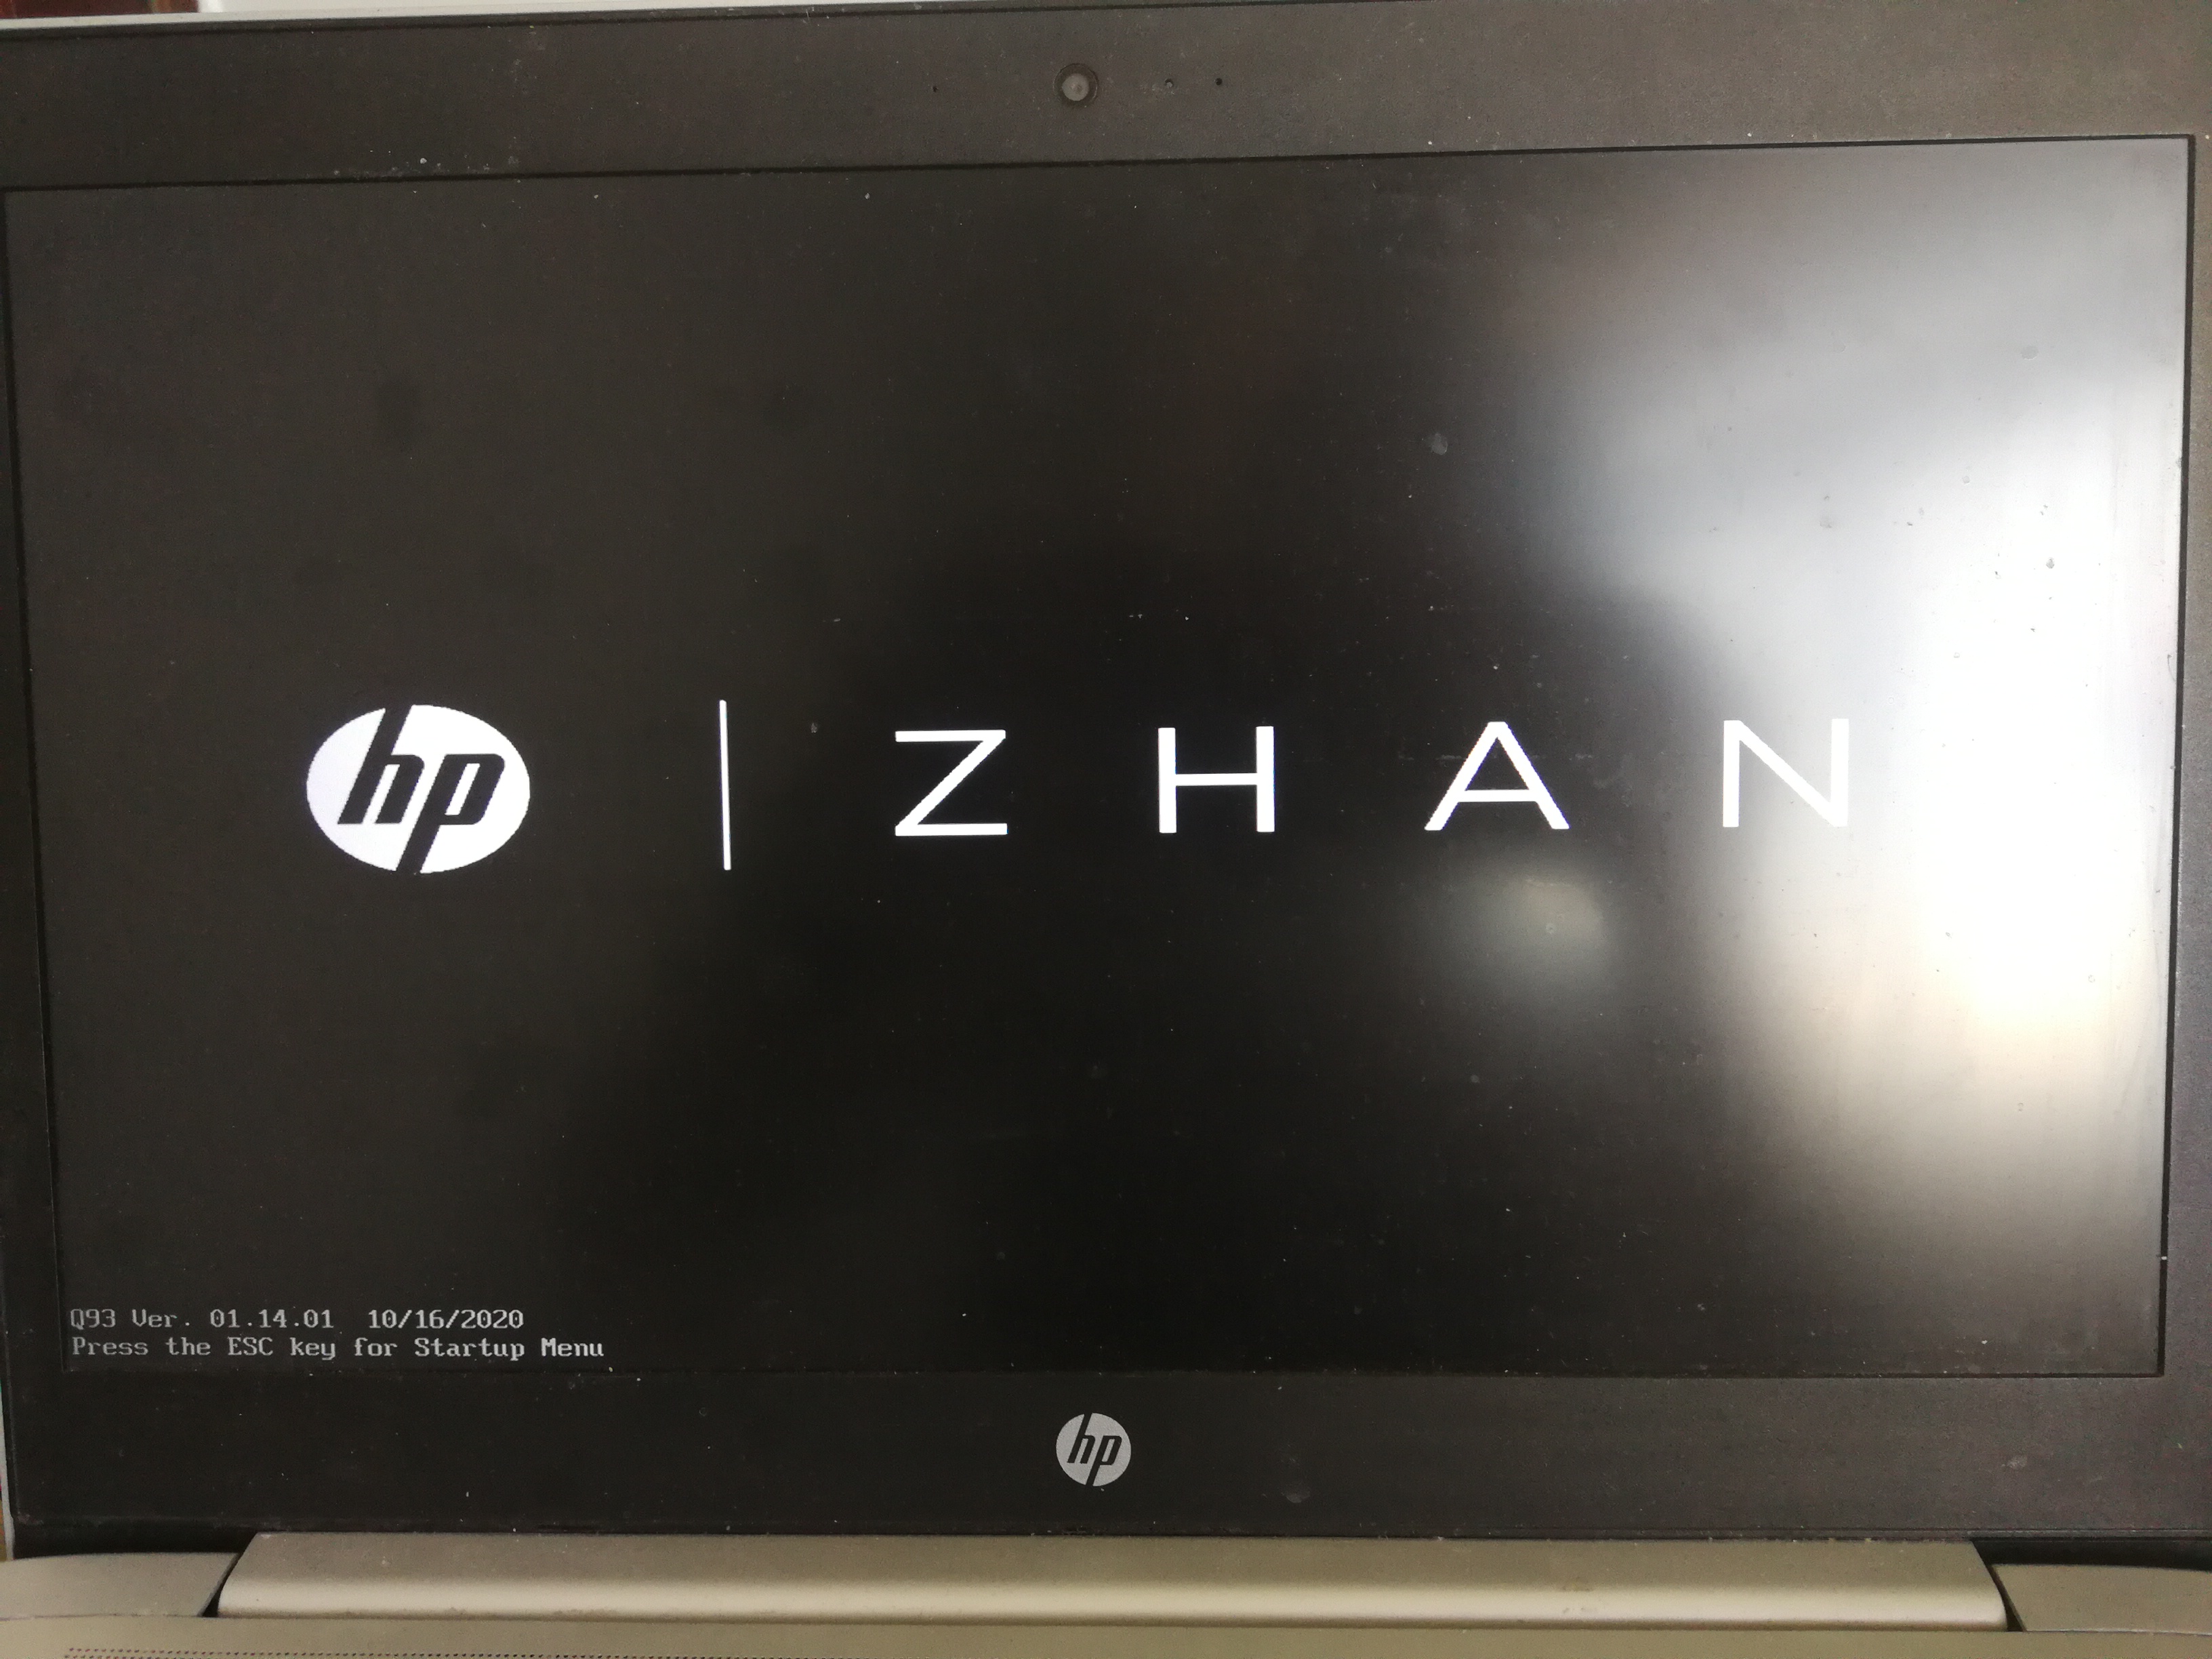 hp | ZHAN
Q93 Ver. 01.14.01 10/16/2020
Press the ESC key for Startup Menu
hp